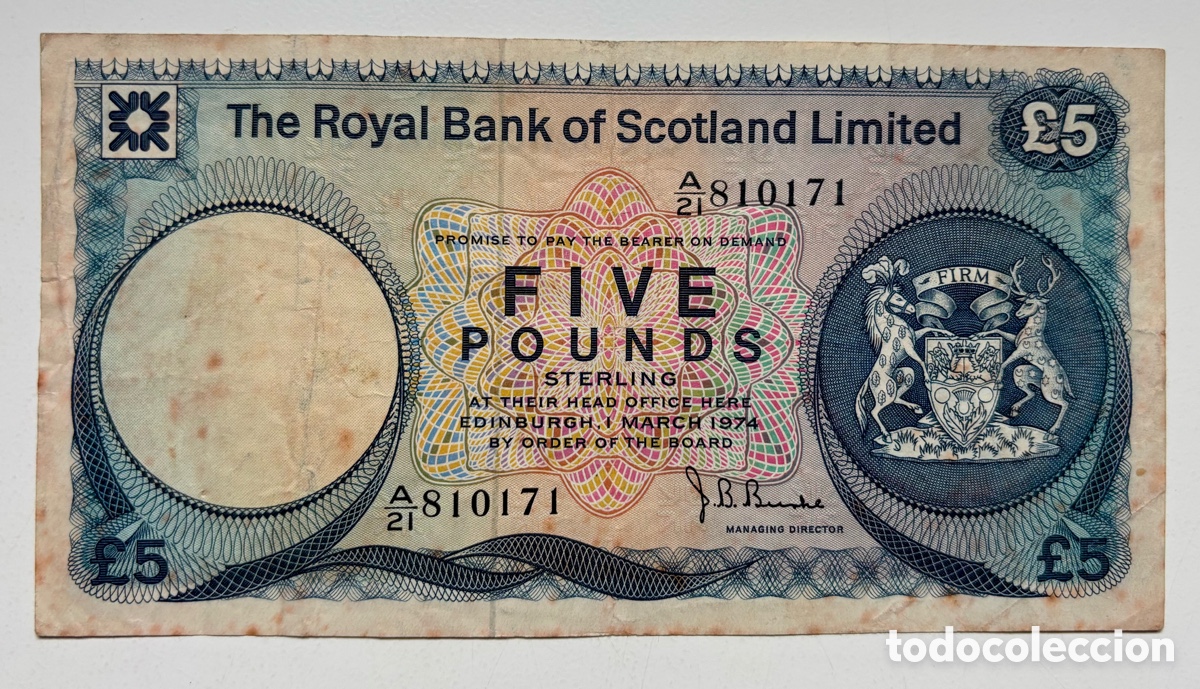 The Royal Bank of Scotland Limited
£5
A/21 810171
PROMISE TO PAY THE BEARER ON DEMAND
FIVE
POUNDS
STERLING
AT THEIR HEAD OFFICE HERE
EDINBURGH, 1 MARCH 1974
BY ORDER OF THE BOARD
FIRM
A/21 810171
J. B. Burke
MANAGING DIRECTOR
£5
£5
todocoleccion